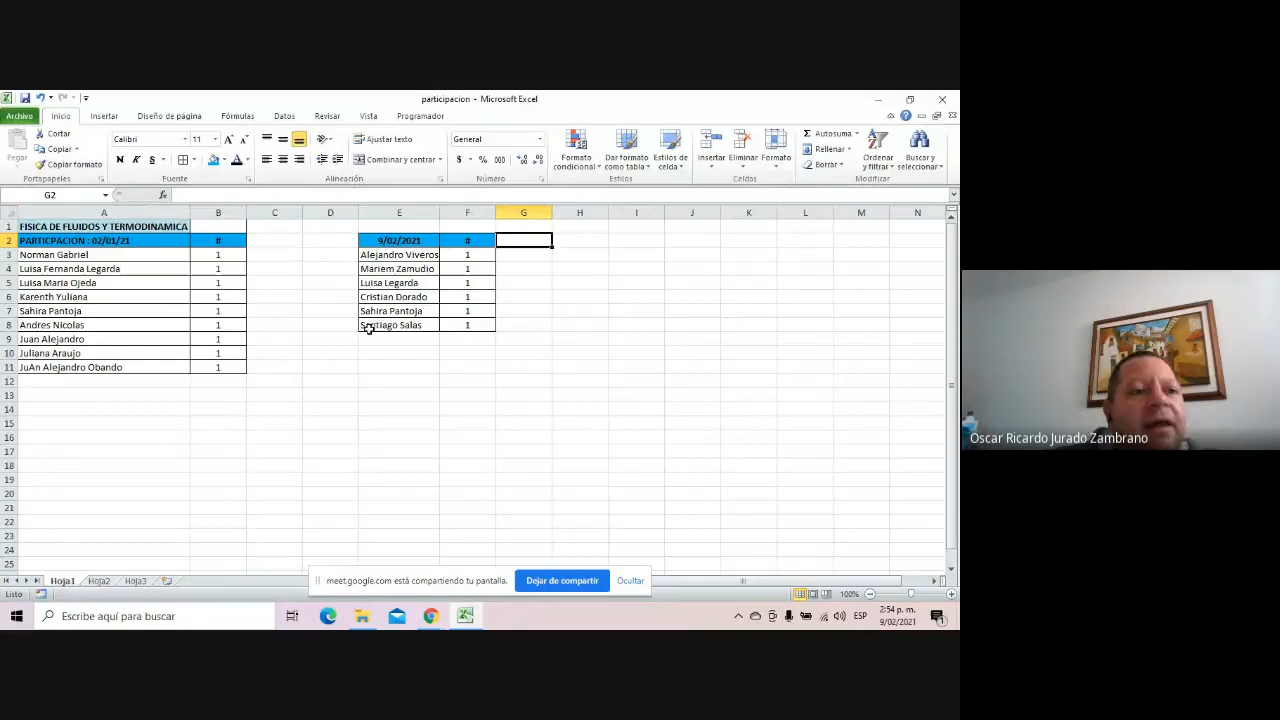 participacion - Microsoft Excel
Archivo Inicio Insertar Diseño de página Fórmulas Datos Revisar Vista Programador
Pegar
Cortar
Copiar
Copiar formato
Portapapeles
Calibri 11
N K S
Fuente
Ajustar texto
Combinar y centrar
Alineación
General
$ % 000
Número
Formato condicional
Dar formato como tabla
Estilos de celda
Estilos
Insertar Eliminar Formato
Celdas
Autosuma
Rellenar
Borrar
Ordenar y filtrar
Buscar y seleccionar
Modificar
G2 fx
A B C D E F G H I J K L M N
1 FISICA DE FLUIDOS Y TERMODINAMICA
2 PARTICPACION : 02/01/21 # 9/02/2021 #
3 Norman Gabriel 1 Alejandro Viveros 1
4 Luisa Fernanda Legarda 1 Mariem Zamudio 1
5 Luisa Maria Ojeda 1 Luisa Legarda 1
6 Karenth Yuliana 1 Cristian Dorado 1
7 Sahira Pantoja 1 Sahira Pantoja 1
8 Andres Nicolas 1 Santiago Salas 1
9 Juan Alejandro 1
10 Juliana Araujo 1
11 JuAn Alejandro Obando 1
12
13
14
15
16
17
18
19
20
21
22
23
24
25
Hoja1 Hoja2 Hoja3
meet.google.com está compartiendo tu pantalla. Dejar de compartir Ocultar
Listo 100%
Escribe aquí para buscar
ESP
2:54 p. m.
9/02/2021
1
Oscar Ricardo Jurado Zambrano